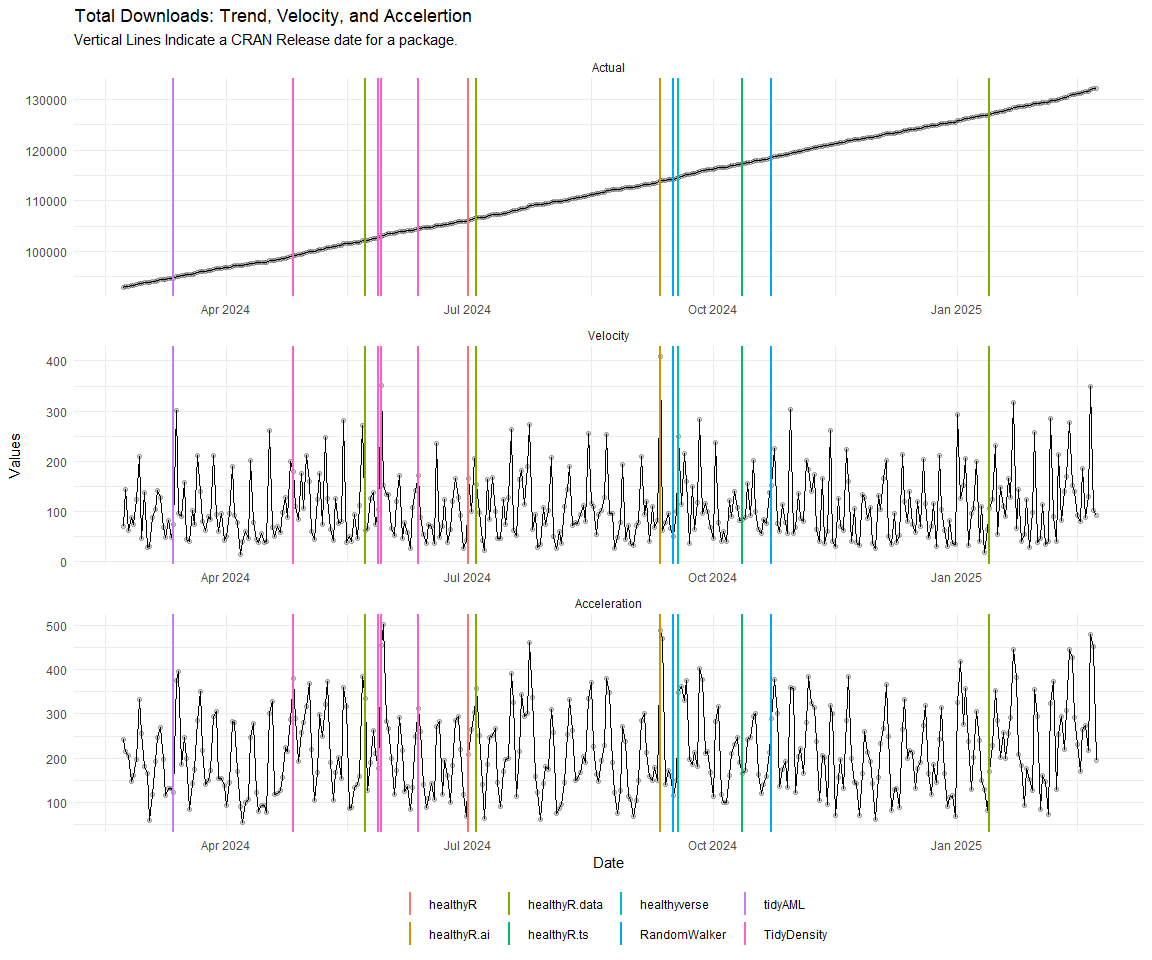 Total Downloads: Trend, Velocity, and Accelertion
Vertical Lines Indicate a CRAN Release date for a package.
Actual
130000
120000
110000
100000
Apr 2024 Jul 2024 Oct 2024 Jan 2025
Velocity
400
300
200
100
0
Apr 2024 Jul 2024 Oct 2024 Jan 2025
Values
Acceleration
500
400
300
200
100
Apr 2024 Jul 2024 Oct 2024 Jan 2025
Date
healthyR healthyR.data healthyverse tidyAML
healthyR.ai healthyR.ts RandomWalker TidyDensity